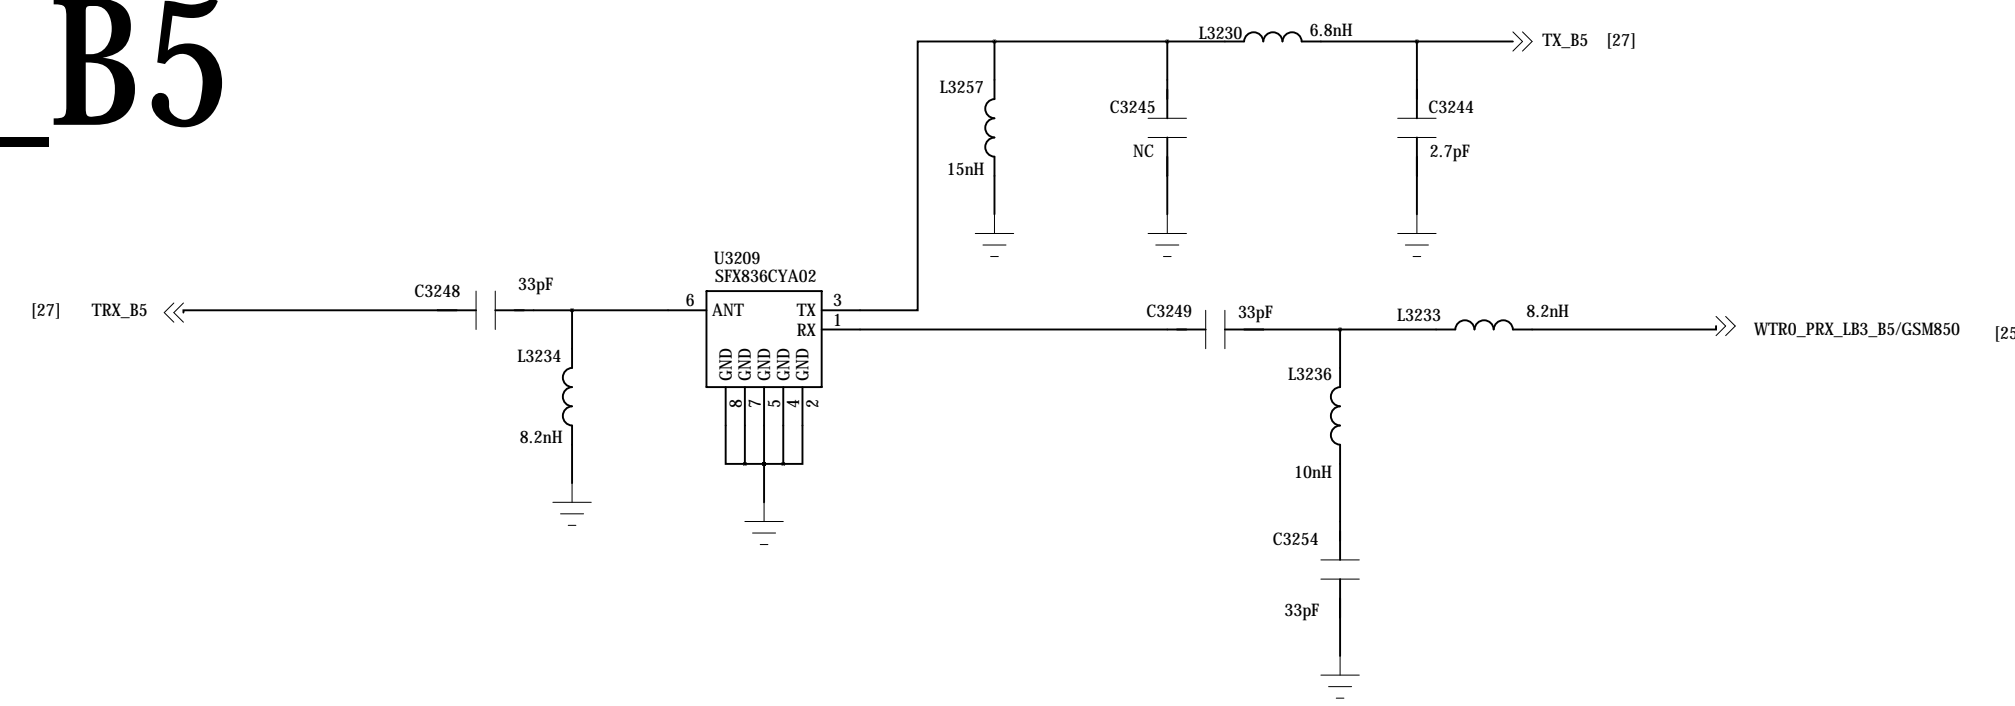 _B5
L3230 6.8nH
TX_B5 [27]
L3257
15nH
C3245
NC
C3244
2.7pF
U3209
SFX836CYA02
[27] TRX_B5
C3248 33pF
6 ANT TX 3
RX 1
GND GND GND GND GND
8 7 5 4 2
L3234
8.2nH
C3249 33pF
L3233 8.2nH
WTR0_PRX_LB3_B5/GSM850 [25
L3236
10nH
C3254
33pF